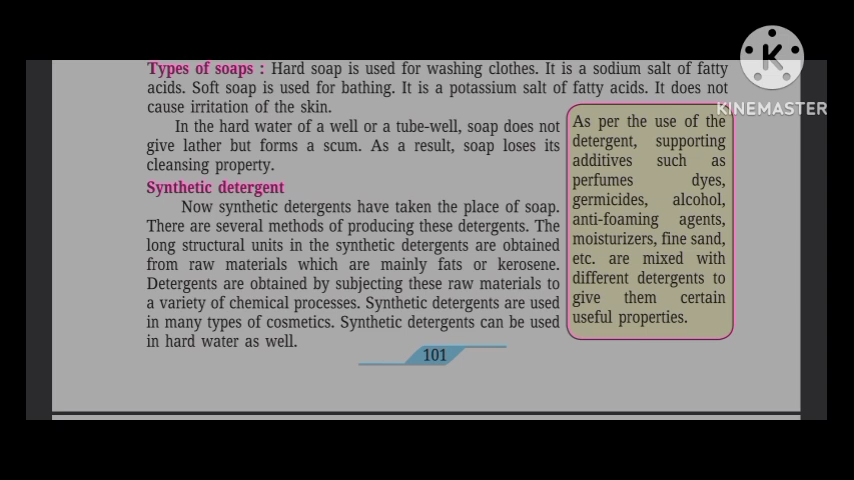 KINEMASTER
Types of soaps : Hard soap is used for washing clothes. It is a sodium salt of fatty
acids. Soft soap is used for bathing. It is a potassium salt of fatty acids. It does not
cause irritation of the skin.
In the hard water of a well or a tube-well, soap does not
give lather but forms a scum. As a result, soap loses its
cleansing property.
Synthetic detergent
Now synthetic detergents have taken the place of soap.
There are several methods of producing these detergents. The
long structural units in the synthetic detergents are obtained
from raw materials which are mainly fats or kerosene.
Detergents are obtained by subjecting these raw materials to
a variety of chemical processes. Synthetic detergents are used
in many types of cosmetics. Synthetic detergents can be used
in hard water as well.
As per the use of the
detergent, supporting
additives such as
perfumes dyes,
germicides, alcohol,
anti-foaming agents,
moisturizers, fine sand,
etc. are mixed with
different detergents to
give them certain
useful properties.
101